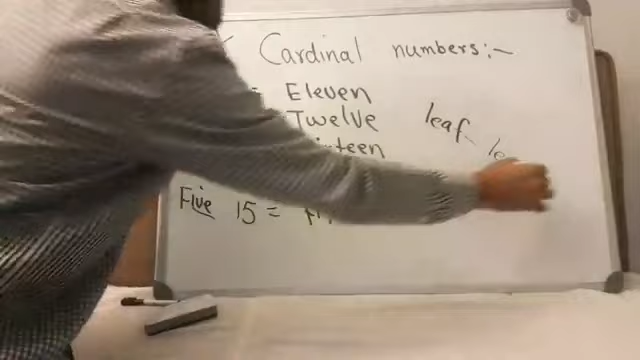 Cardinal numbers:-
Eleven
Twelve
leaf
Five 15 =